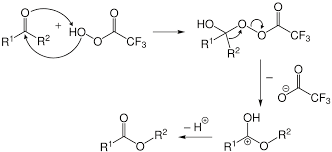 O
R¹ R²
+
HO O
O
CF₃
HO O O
R¹ R²
O
CF₃
–
O
⊖O CF₃
OH
R¹ ⊕ O R²
– H⊕
O
R¹ O R²